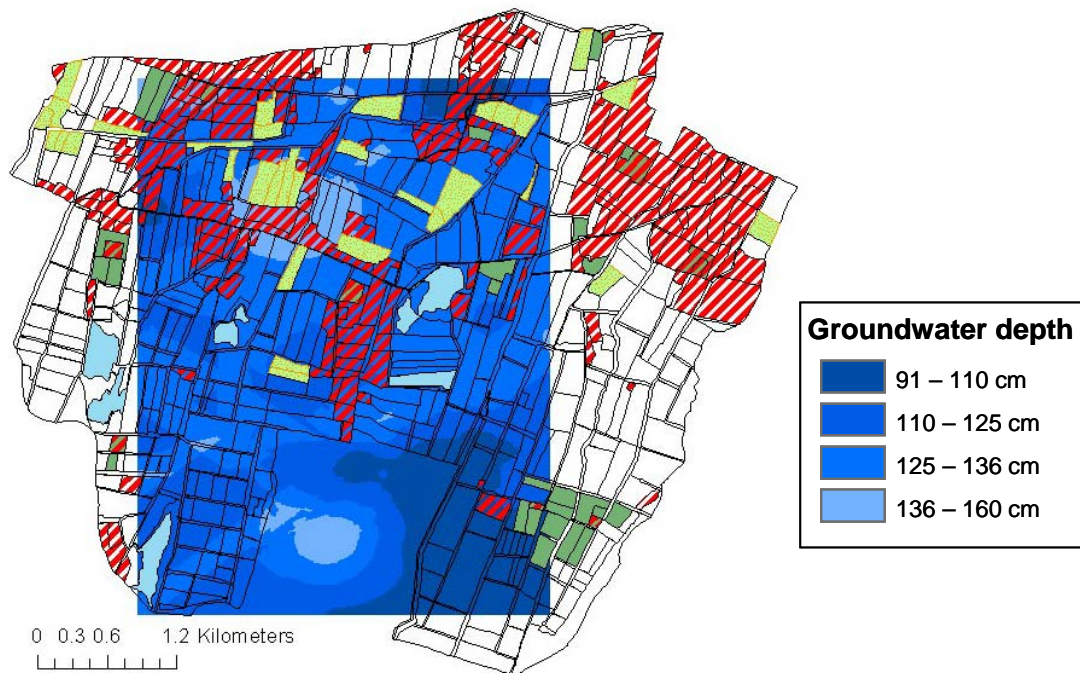 Groundwater depth
91 – 110 cm
110 – 125 cm
125 – 136 cm
136 – 160 cm
0 0.3 0.6 1.2 Kilometers